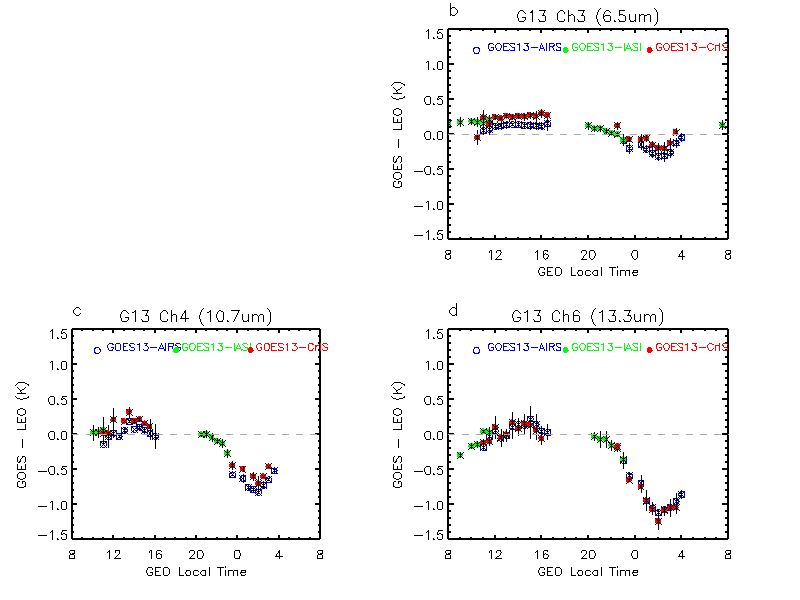 b
G13 Ch3 (6.5um)
GOES13-AIRS GOES13-IASI GOES13-CrIS
1.5
1.0
0.5
0.0
-0.5
-1.0
-1.5
GOES - LEO (K)
8 12 16 20 0 4 8
GEO Local Time
c
G13 Ch4 (10.7um)
GOES13-AIRS GOES13-IASI GOES13-CrIS
1.5
1.0
0.5
0.0
-0.5
-1.0
-1.5
GOES - LEO (K)
8 12 16 20 0 4 8
GEO Local Time
d
G13 Ch6 (13.3um)
GOES13-AIRS GOES13-IASI GOES13-CrIS
1.5
1.0
0.5
0.0
-0.5
-1.0
-1.5
GOES - LEO (K)
8 12 16 20 0 4 8
GEO Local Time